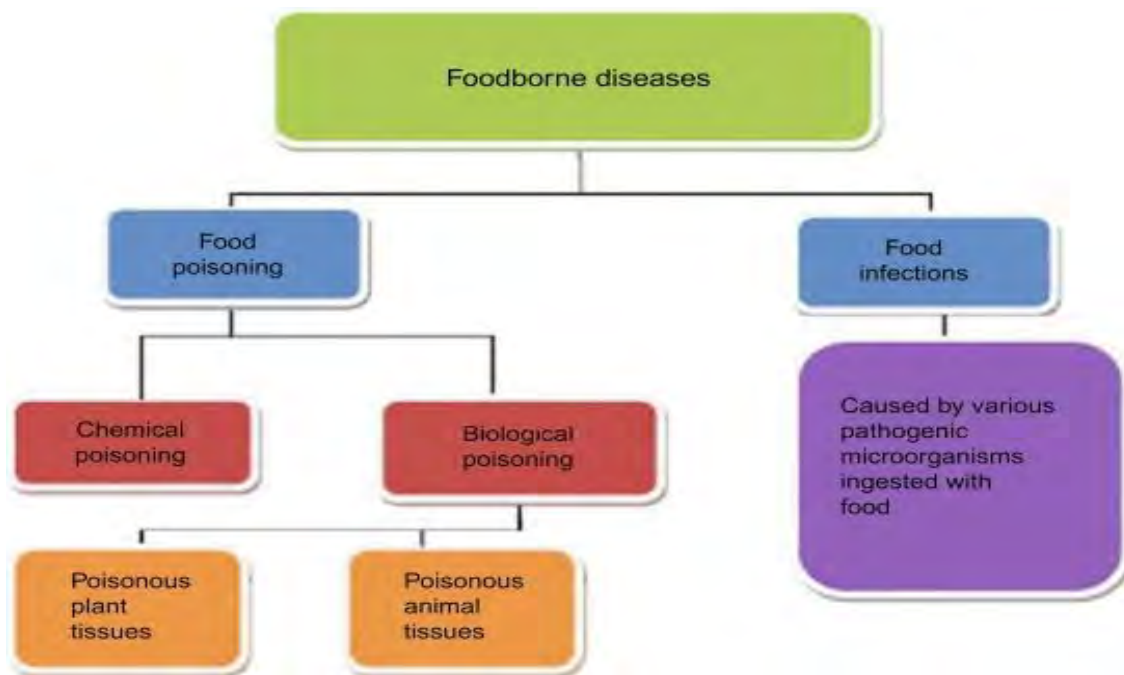 Foodborne diseases
Food
poisoning
Food
infections
Chemical
poisoning
Biological
poisoning
Caused by various
pathogenic
microorganisms
ingested with
food
Poisonous
plant
tissues
Poisonous
animal
tissues